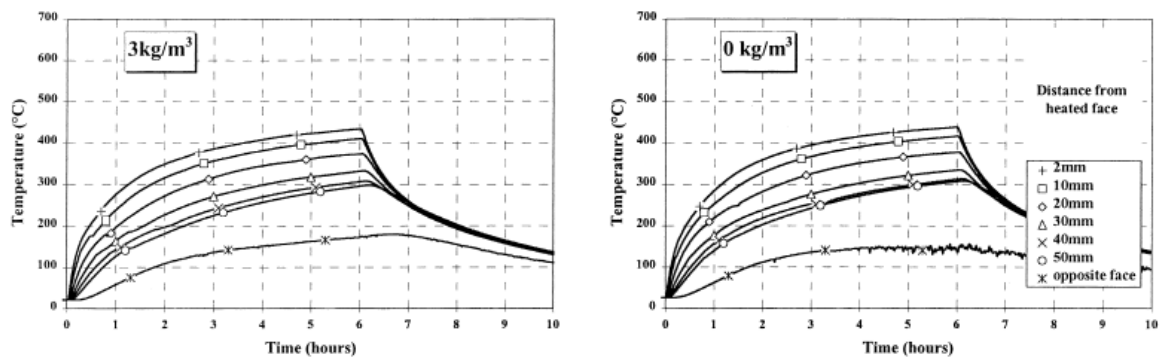 700
600
500
400
300
200
100
0
Temperature (°C)
3kg/m³
0 1 2 3 4 5 6 7 8 9 10
Time (hours)
700
600
500
400
300
200
100
0
Temperature (°C)
0 kg/m³
Distance from
heated face
2mm
10mm
20mm
30mm
40mm
50mm
opposite face
0 1 2 3 4 5 6 7 8 9 10
Time (hours)